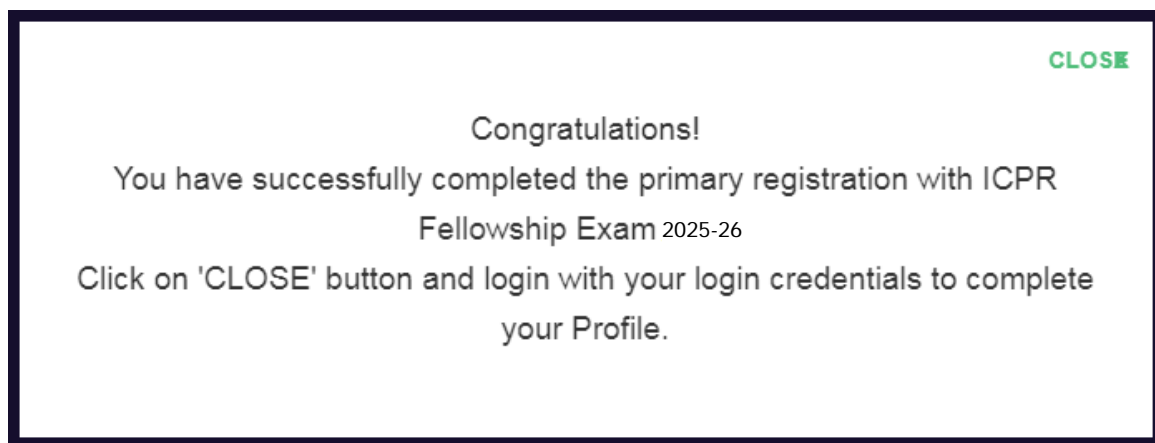 CLOSE
Congratulations!
You have successfully completed the primary registration with ICPR
Fellowship Exam 2025-26
Click on 'CLOSE' button and login with your login credentials to complete
your Profile.